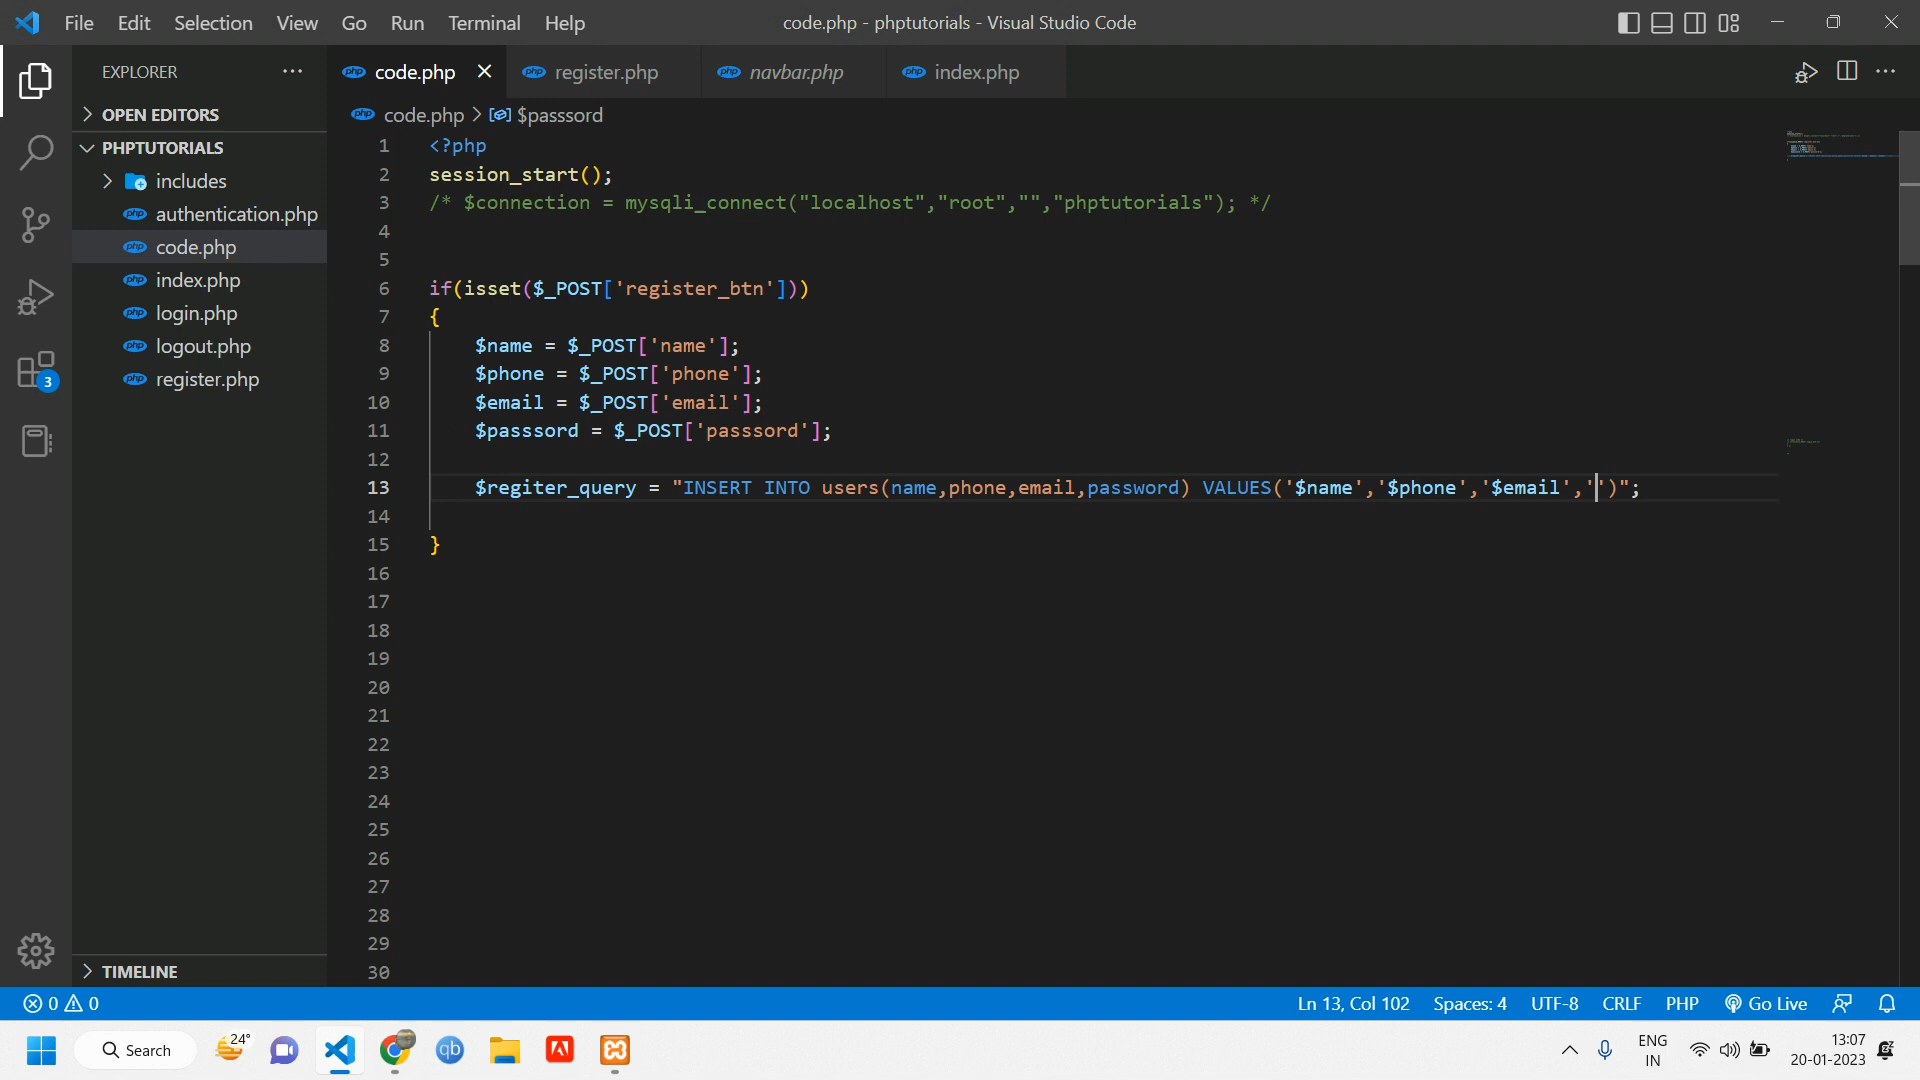 File Edit Selection View Go Run Terminal Help code.php - phptutorials - Visual Studio Code
EXPLORER
code.php register.php navbar.php index.php
OPEN EDITORS
PHPTUTORIALS
includes
authentication.php
code.php
index.php
login.php
logout.php
register.php
TIMELINE
3
code.php > $passsord
1 <?php
2 session_start();
3 /* $connection = mysqli_connect("localhost","root","","phptutorials"); */
4
5
6 if(isset($_POST['register_btn']))
7 {
8 $name = $_POST['name'];
9 $phone = $_POST['phone'];
10 $email = $_POST['email'];
11 $passsord = $_POST['passsord'];
12
13 $regiter_query = "INSERT INTO users(name,phone,email,password) VALUES('$name','$phone','$email','')";
14
15 }
16
17
18
19
20
21
22
23
24
25
26
27
28
29
30
0 0 Ln 13, Col 102 Spaces: 4 UTF-8 CRLF PHP Go Live
Search 24° qb ENG IN 13:07 20-01-2023